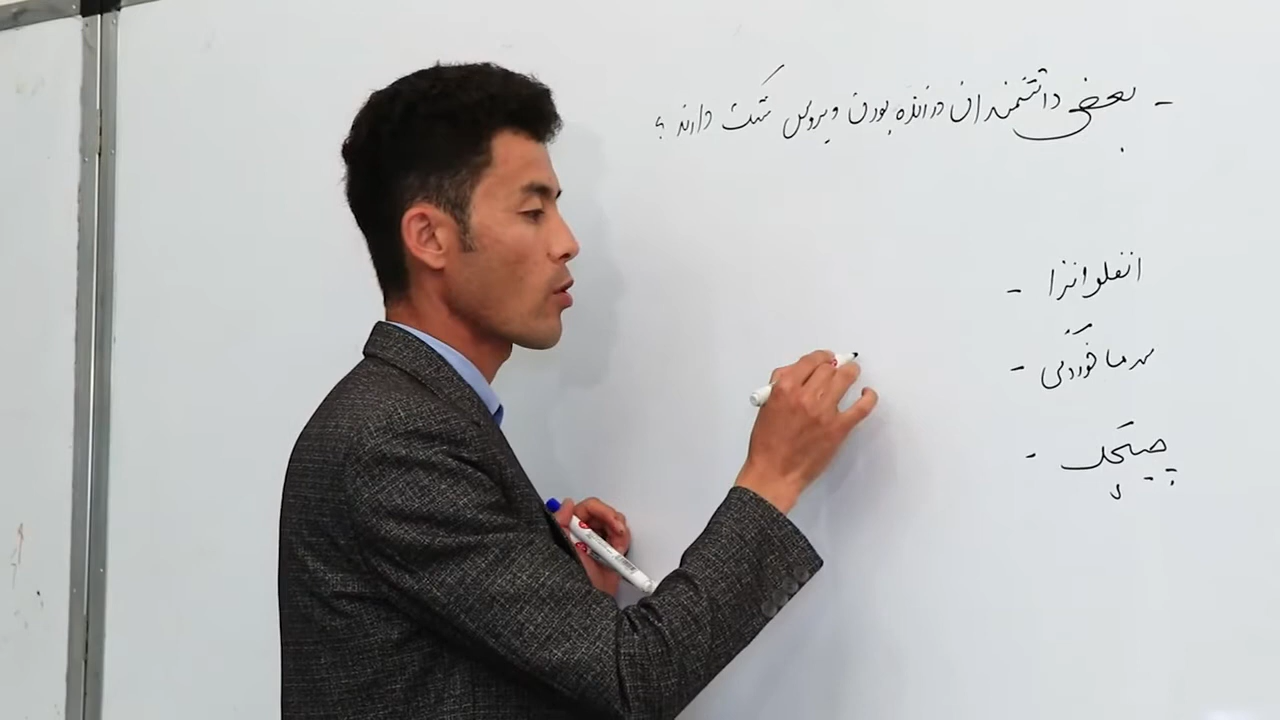 - بعضی دانشمندان در زنده بودن ویروس شک دارند ؟
انفلوانزا -
سرما خوردگی -
چیچک -